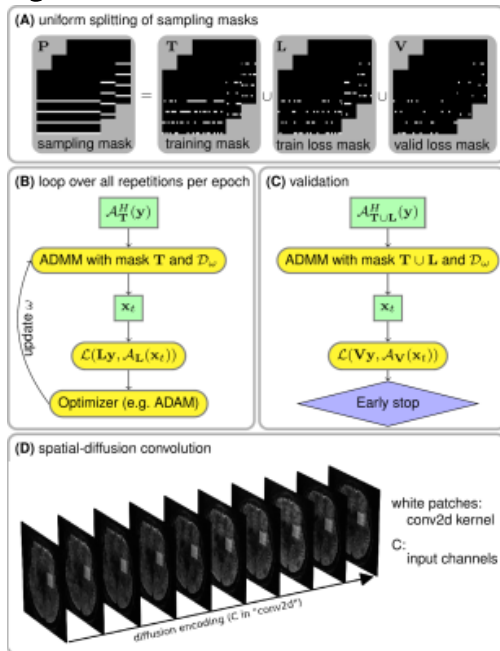 (A) uniform splitting of sampling masks
P
T
L
V
=
∪
∪
sampling mask
training mask
train loss mask
valid loss mask
(B) loop over all repetitions per epoch
𝒜ᴴ_T(y)
ADMM with mask T and 𝒟_ω
x_t
ℒ(Ly, 𝒜_L(x_t))
Optimizer (e.g. ADAM)
update ω
(C) validation
𝒜ᴴ_T∪L(y)
ADMM with mask T ∪ L and 𝒟_ω
x_t
ℒ(Vy, 𝒜_V(x_t))
Early stop
(D) spatial-diffusion convolution
white patches:
conv2d kernel
C:
input channels
diffusion encoding (C in "conv2d")